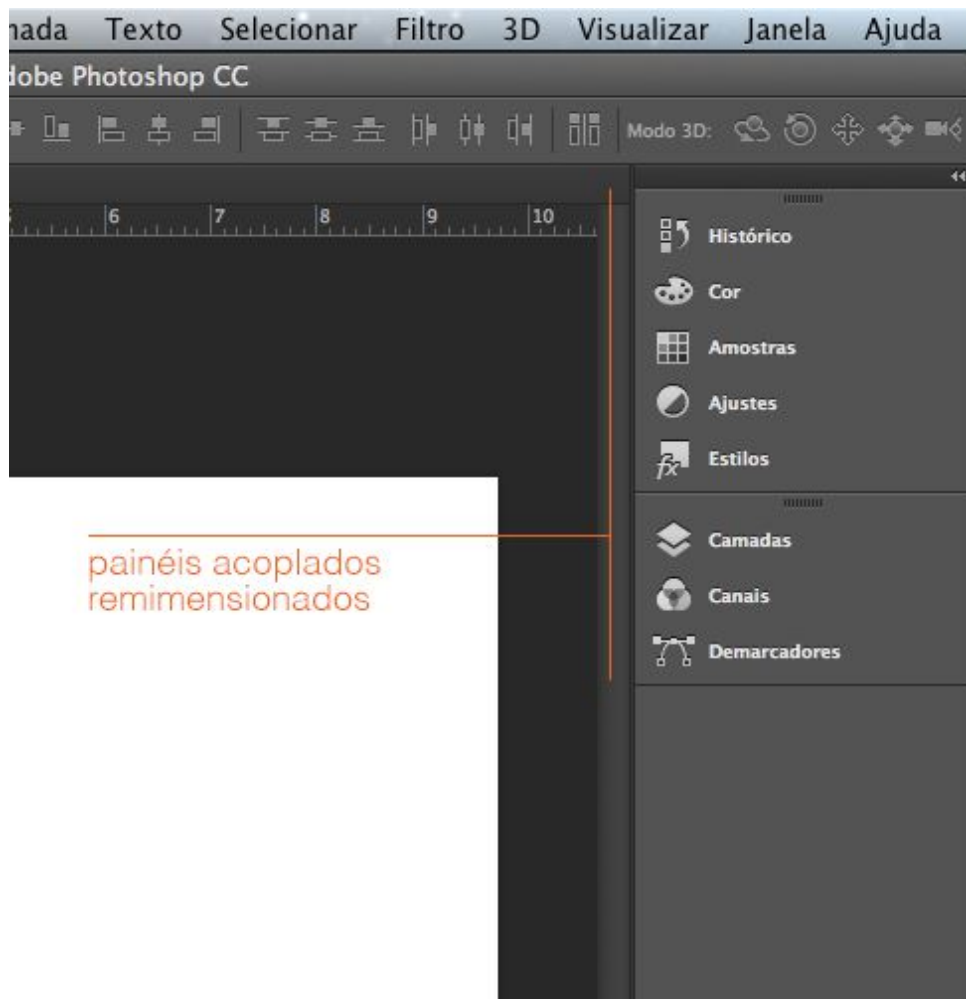 nada Texto Selecionar Filtro 3D Visualizar Janela Ajuda
dobe Photoshop CC
Modo 3D:
6 7 8 9 10
Histórico
Cor
Amostras
Ajustes
Estilos
painéis acoplados
remimensionados
Camadas
Canais
Demarcadores